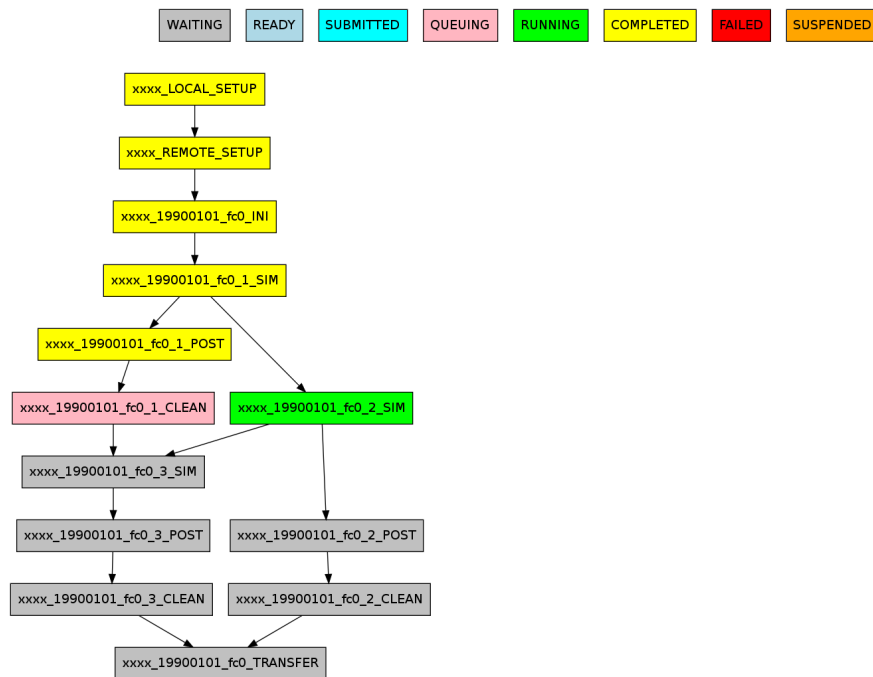 WAITING READY SUBMITTED QUEUING RUNNING COMPLETED FAILED SUSPENDED
xxxx_LOCAL_SETUP
xxxx_REMOTE_SETUP
xxxx_19900101_fc0_INI
xxxx_19900101_fc0_1_SIM
xxxx_19900101_fc0_1_POST
xxxx_19900101_fc0_1_CLEAN xxxx_19900101_fc0_2_SIM
xxxx_19900101_fc0_3_SIM
xxxx_19900101_fc0_3_POST xxxx_19900101_fc0_2_POST
xxxx_19900101_fc0_3_CLEAN xxxx_19900101_fc0_2_CLEAN
xxxx_19900101_fc0_TRANSFER